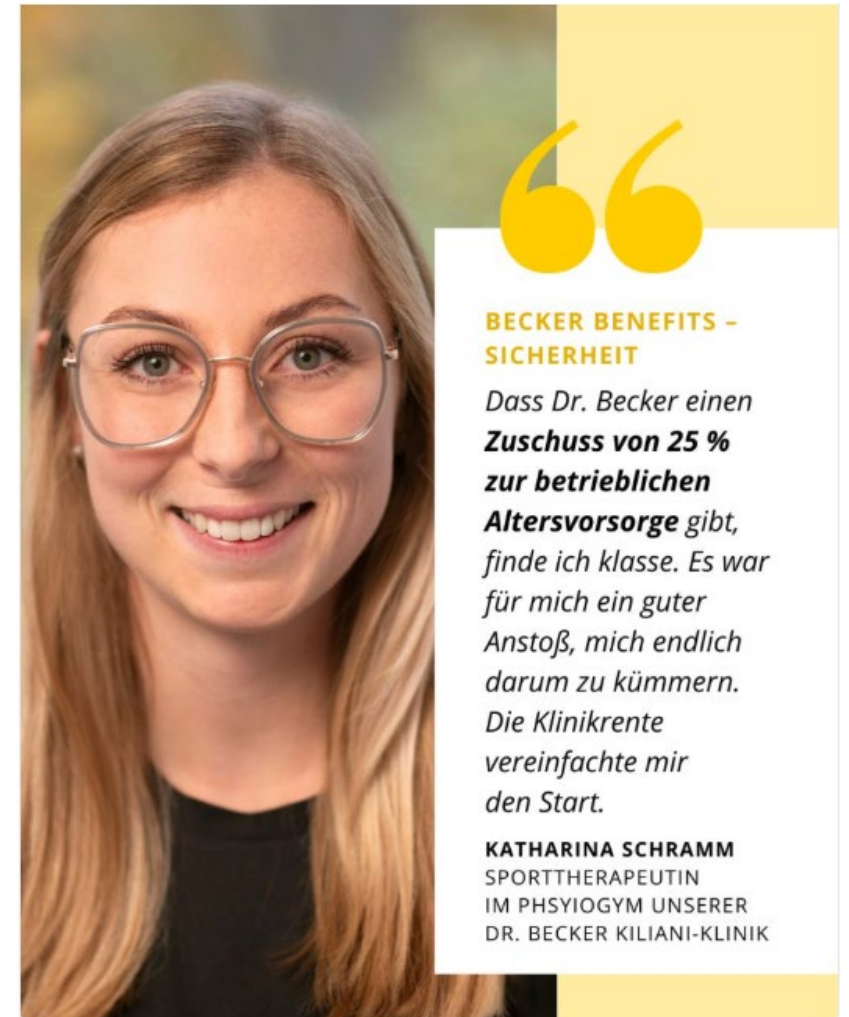 BECKER BENEFITS –
SICHERHEIT
Dass Dr. Becker einen
Zuschuss von 25 %
zur betrieblichen
Altersvorsorge gibt,
finde ich klasse. Es war
für mich ein guter
Anstoß, mich endlich
darum zu kümmern.
Die Klinikrente
vereinfachte mir
den Start.
KATHARINA SCHRAMM
SPORTTHERAPEUTIN
IM PHSYIOGYM UNSERER
DR. BECKER KILIANI-KLINIK